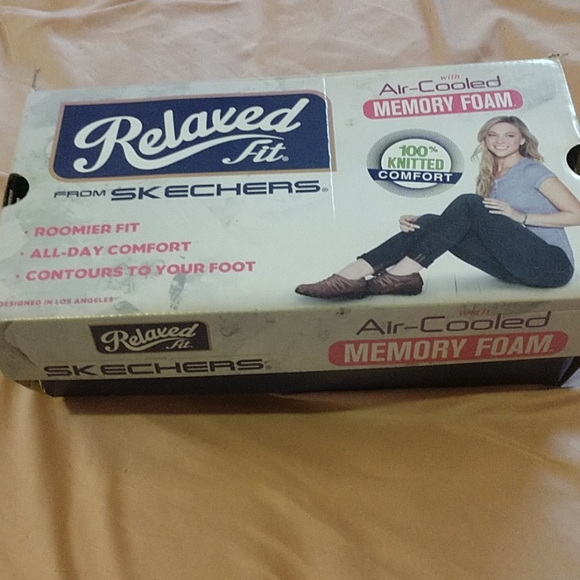 Relaxed
Fit®
FROM SKECHERS®
· ROOMIER FIT
· ALL-DAY COMFORT
· CONTOURS TO YOUR FOOT
DESIGNED IN LOS ANGELES
with
Air-Cooled
MEMORY FOAM
100%
KNITTED
COMFORT
Relaxed
Fit
SKECHERS®
with
Air-Cooled
MEMORY FOAM